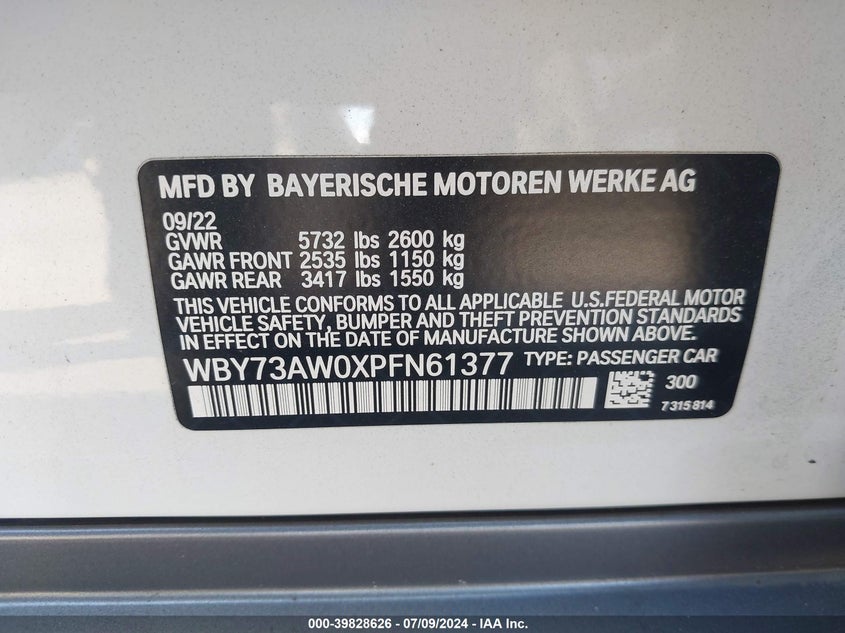 MFD BY BAYERISCHE MOTOREN WERKE AG
09/22
GVWR 5732 lbs 2600 kg
GAWR FRONT 2535 lbs 1150 kg
GAWR REAR 3417 lbs 1550 kg
THIS VEHICLE CONFORMS TO ALL APPLICABLE U.S.FEDERAL MOTOR
VEHICLE SAFETY, BUMPER AND THEFT PREVENTION STANDARDS
IN EFFECT ON THE DATE OF MANUFACTURE SHOWN ABOVE.
WBY73AW0XPFN61377 TYPE: PASSENGER CAR
300
7315814
000-39828626 - 07/09/2024 - IAA Inc.